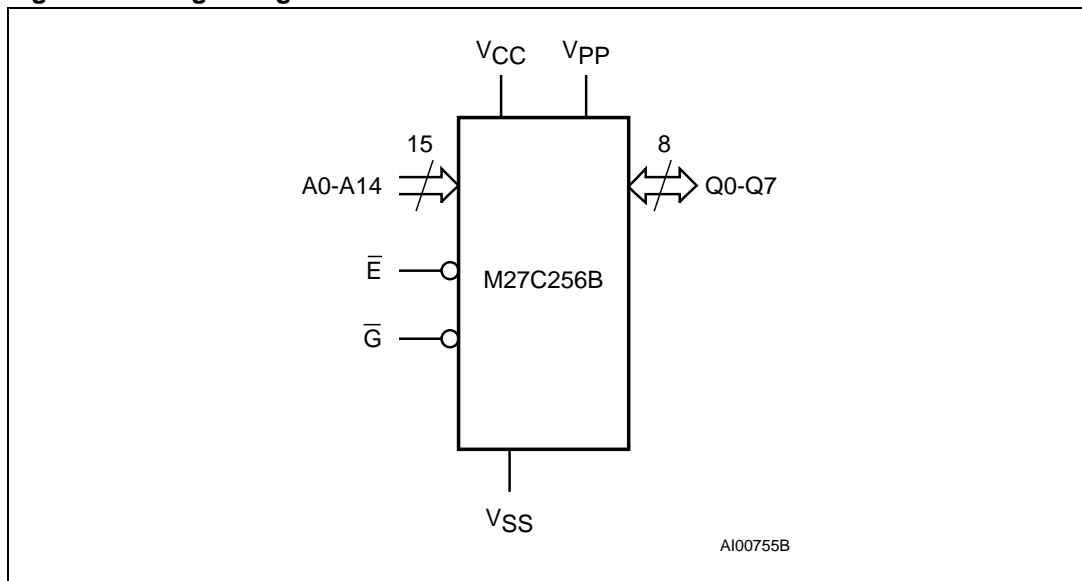 VCC VPP
15 8
A0-A14 Q0-Q7
E̅ M27C256B
G̅
VSS
AI00755B